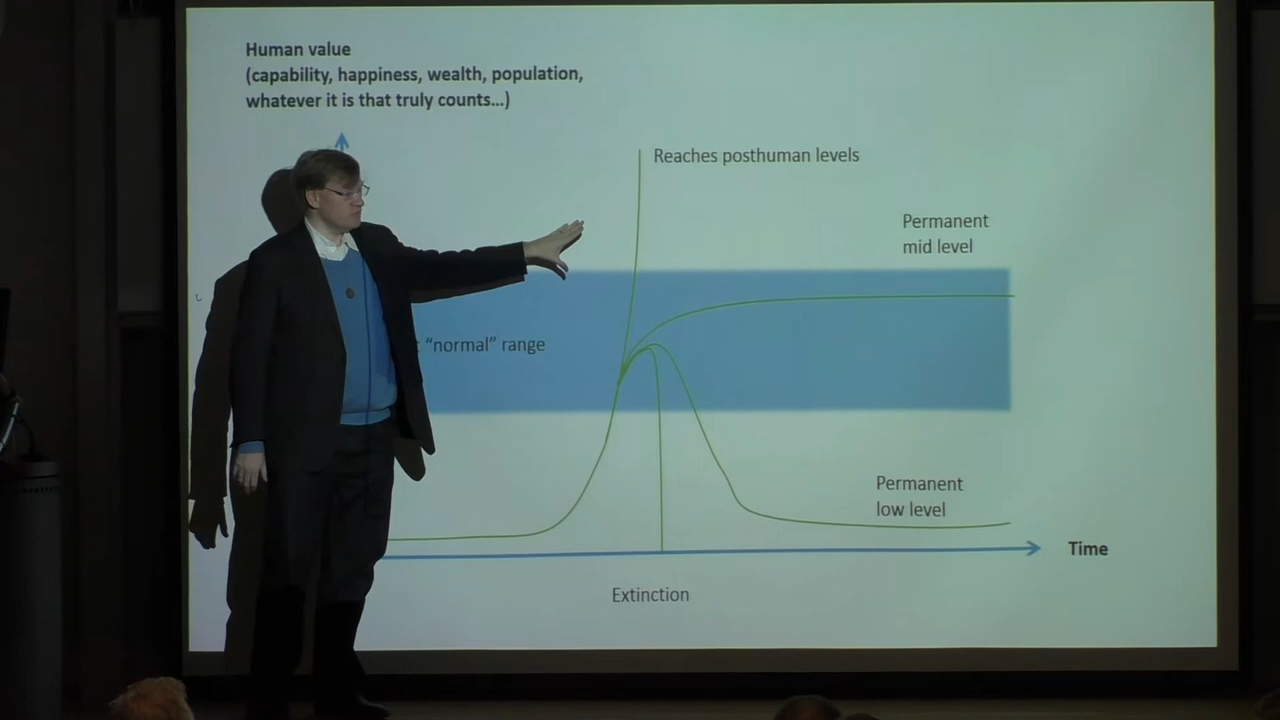 Human value
(capability, happiness, wealth, population,
whatever it is that truly counts…)
Reaches posthuman levels
Permanent
mid level
“normal” range
Permanent
low level
Time
Extinction